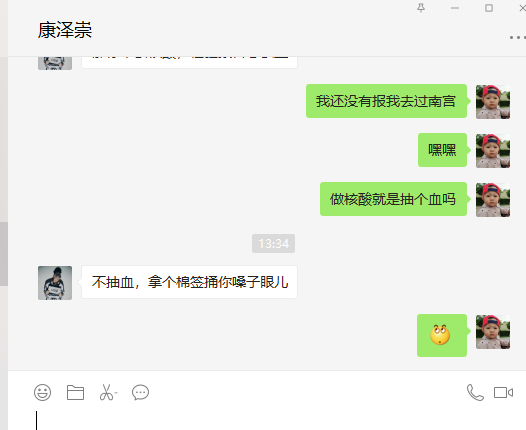 康泽崇
我还没有报我去过南宫
嘿嘿
做核酸就是抽个血吗
13:34
不抽血，拿个棉签捅你嗓子眼儿